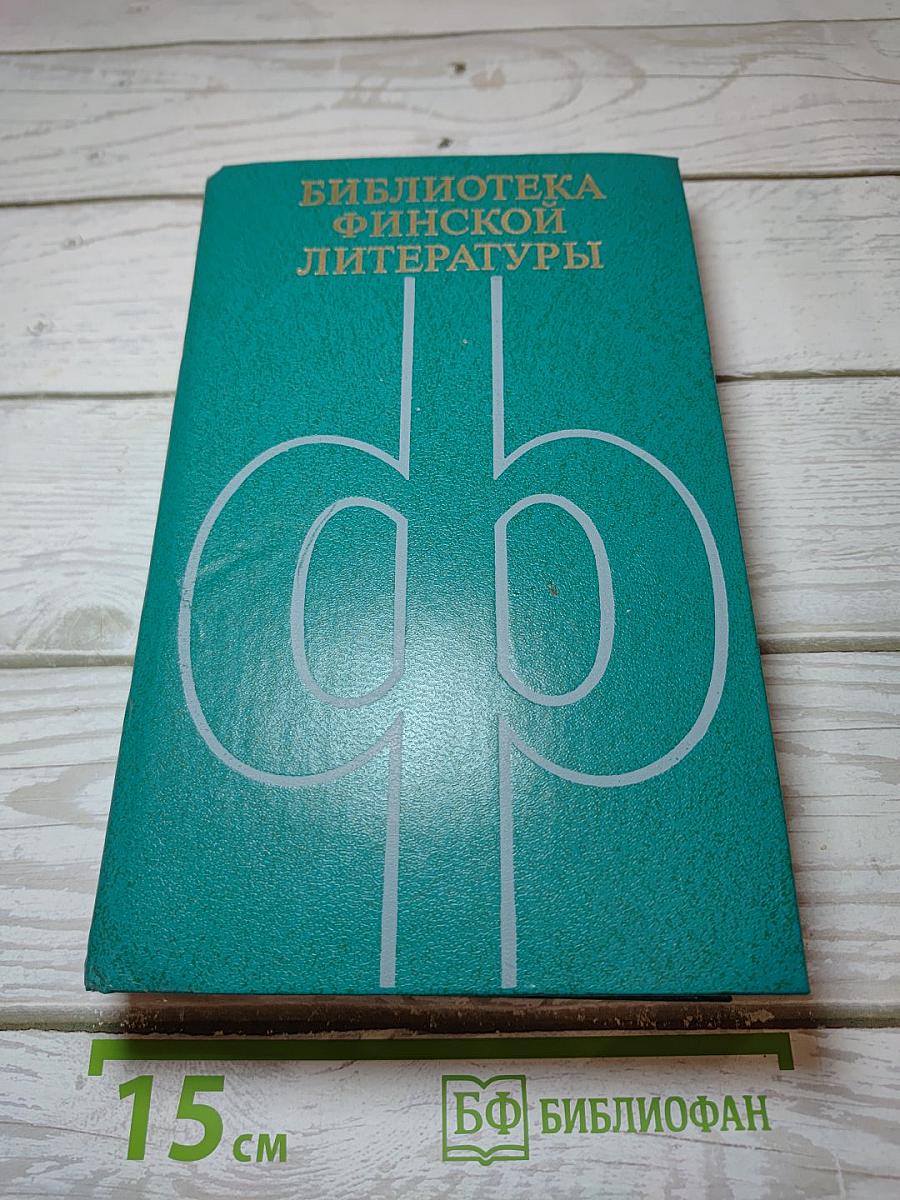 БИБЛИОТЕКА
ФИНСКОЙ
ЛИТЕРАТУРЫ
15 см
БФ БИБЛИОФАН